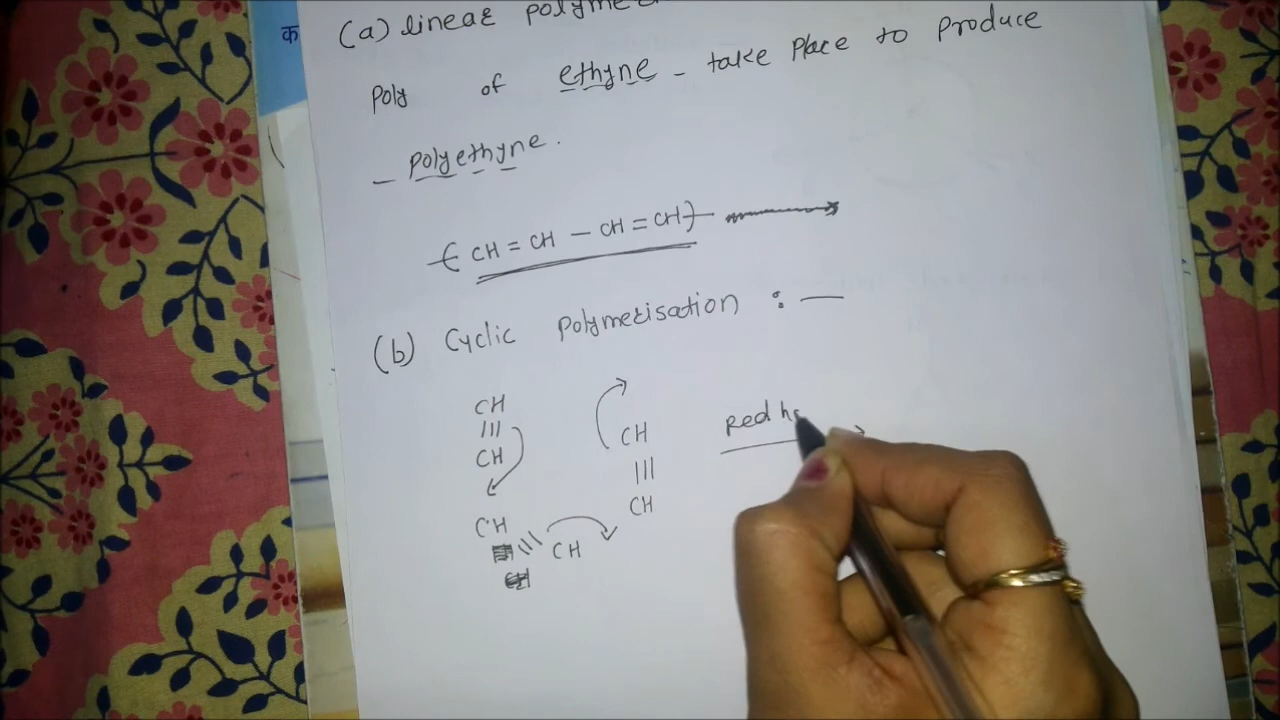 क
(a) linear polyme
Poly of ethyne - take place to produce
- Polyethyne.
-( CH = CH - CH = CH )-
(b) Cyclic Polymerisation : -
CH
CH
CH
CH
CH
CH
Red h